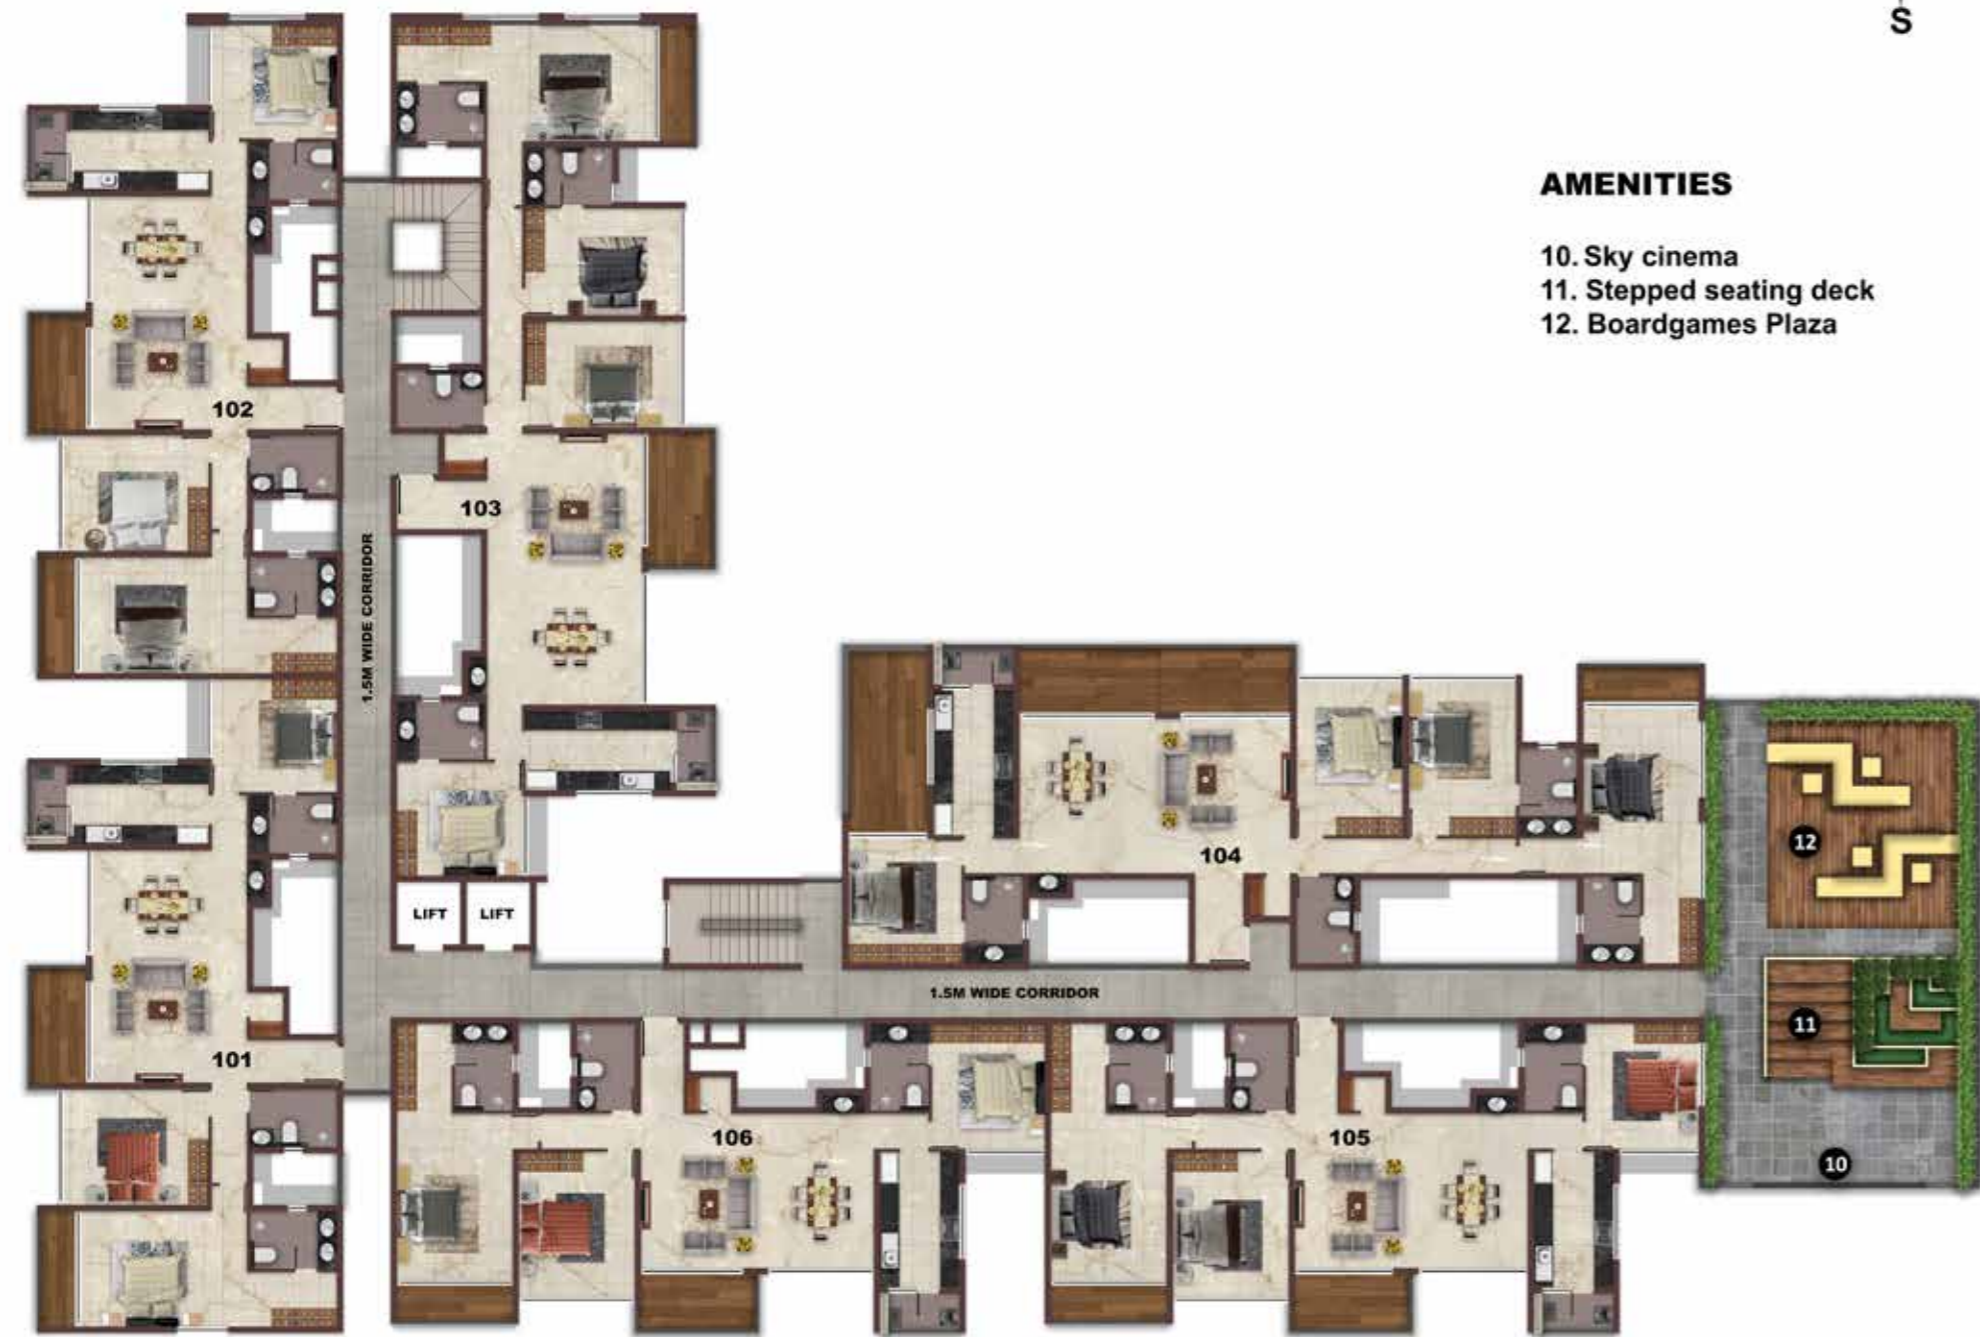 S
AMENITIES
10. Sky cinema
11. Stepped seating deck
12. Boardgames Plaza
102
103
1.5M WIDE CORRIDOR
104
12
LIFT
LIFT
1.5M WIDE CORRIDOR
11
101
106
105
10